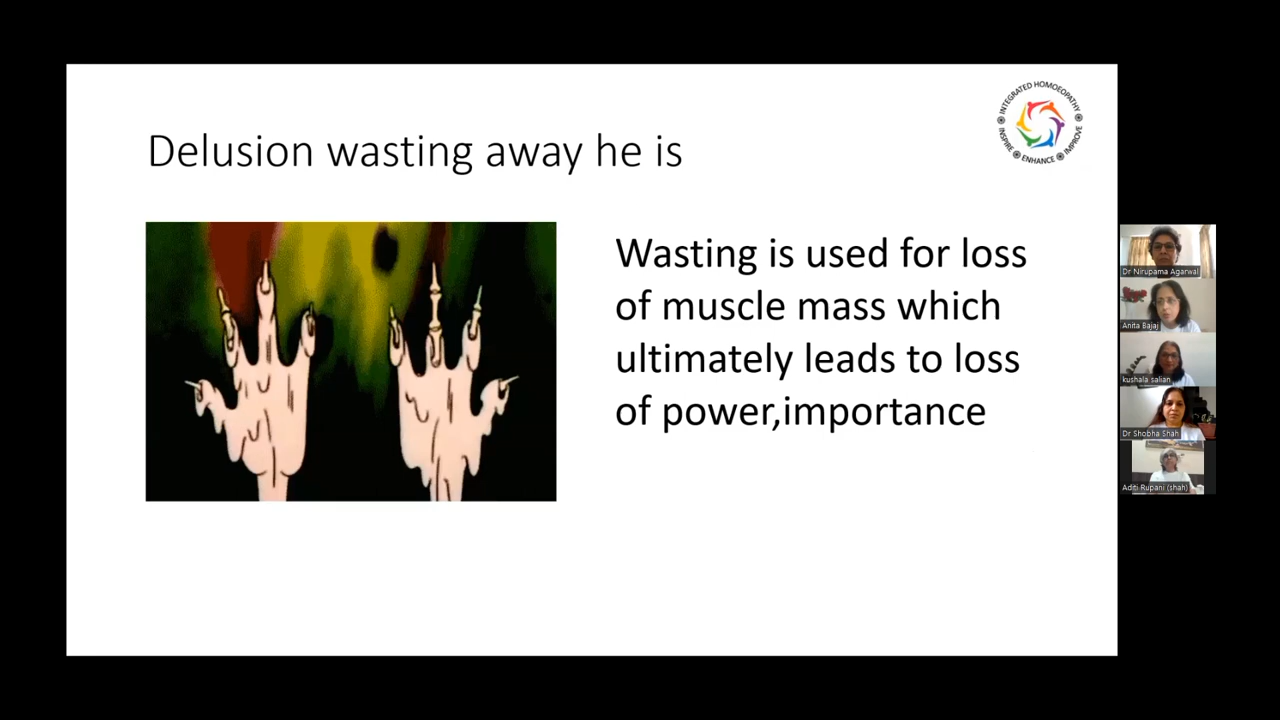 INTEGRATED HOMOEOPATHY
INSPIRE ENHANCE IMPROVE
Delusion wasting away he is
Wasting is used for loss
of muscle mass which
ultimately leads to loss
of power,importance
Dr Nirupama Agarwal
Anita Bajaj
kushala salian
Dr Shobha Shah
Aditi Rupani (shah)